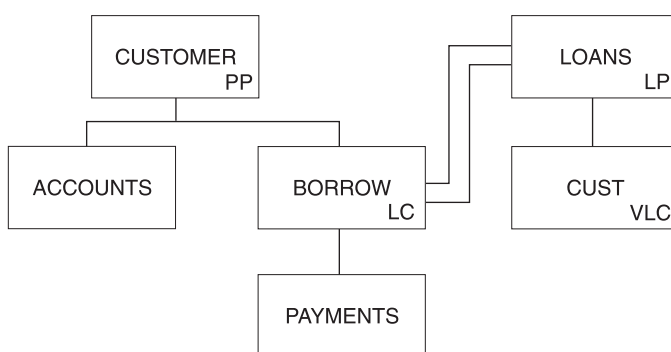 CUSTOMER
PP
LOANS
LP
ACCOUNTS
BORROW
LC
CUST
VLC
PAYMENTS